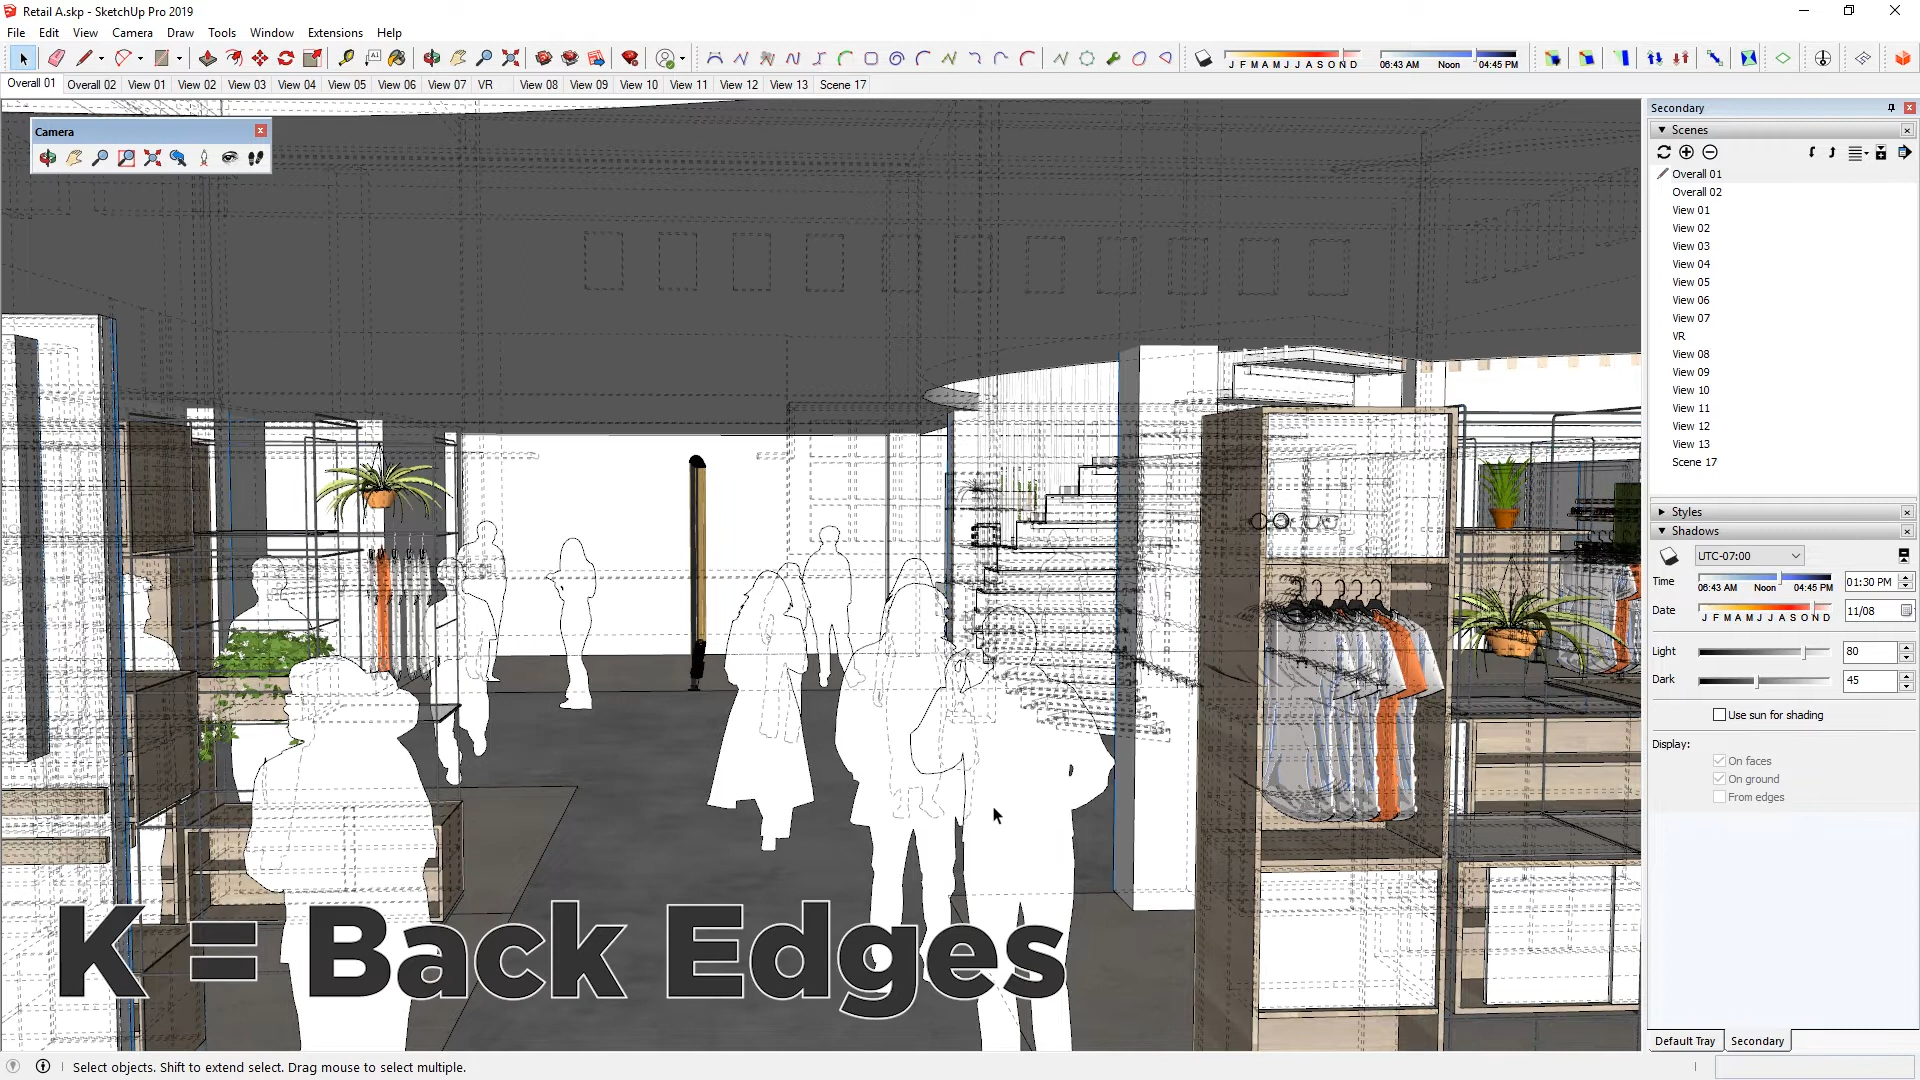 Retail A.skp - SketchUp Pro 2019
File Edit View Camera Draw Tools Window Extensions Help
J F M A M J J A S O N D 06:43 AM Noon 04:45 PM
Overall 01 Overall 02 View 01 View 02 View 03 View 04 View 05 View 06 View 07 VR View 08 View 09 View 10 View 11 View 12 View 13 Scene 17
Camera
Secondary
Scenes
Overall 01
Overall 02
View 01
View 02
View 03
View 04
View 05
View 06
View 07
VR
View 08
View 09
View 10
View 11
View 12
View 13
Scene 17
Styles
Shadows
UTC-07:00
Time 06:43 AM Noon 04:45 PM 01:30 PM
Date J F M A M J J A S O N D 11/08
Light 80
Dark 45
Use sun for shading
Display:
On faces
On ground
From edges
K = Back Edges
Default Tray Secondary
Select objects. Shift to extend select. Drag mouse to select multiple.